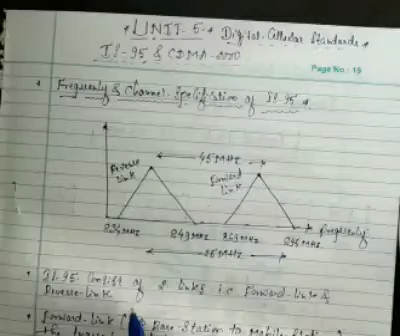 * UNIT-5 → Digital Cellular Standards *
IS-95 & CDMA-2000
Page No : 19
* Frequency & Channel Specification of IS-95 *
45MHz
Reverse
Link
Forward
Link
824MHz 849MHz 869MHz 894MHz Frequency
* IS-95 Consist of 2 links i.e Forward-link &
Reverse-Link
* Forward-link Base-Station to Mobile